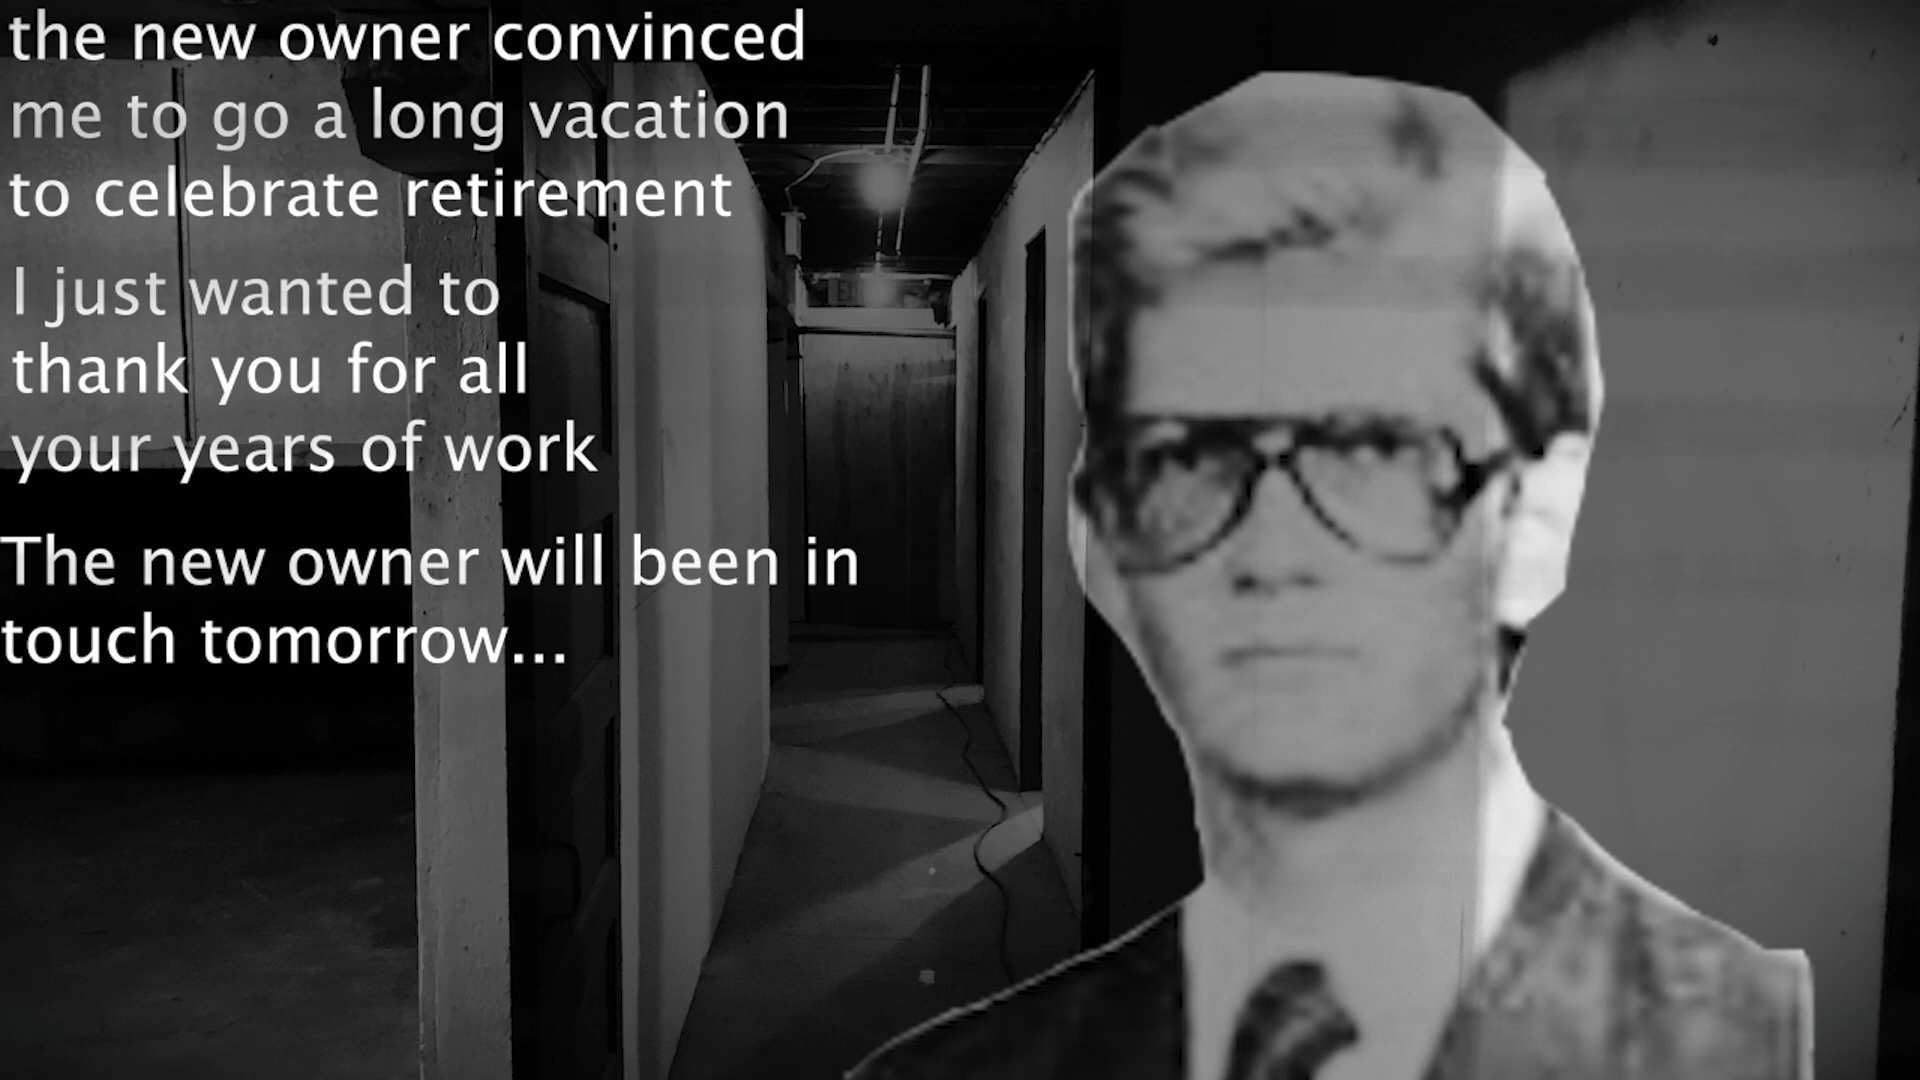 the new owner convinced
me to go a long vacation
to celebrate retirement
I just wanted to
thank you for all
your years of work
The new owner will been in
touch tomorrow...